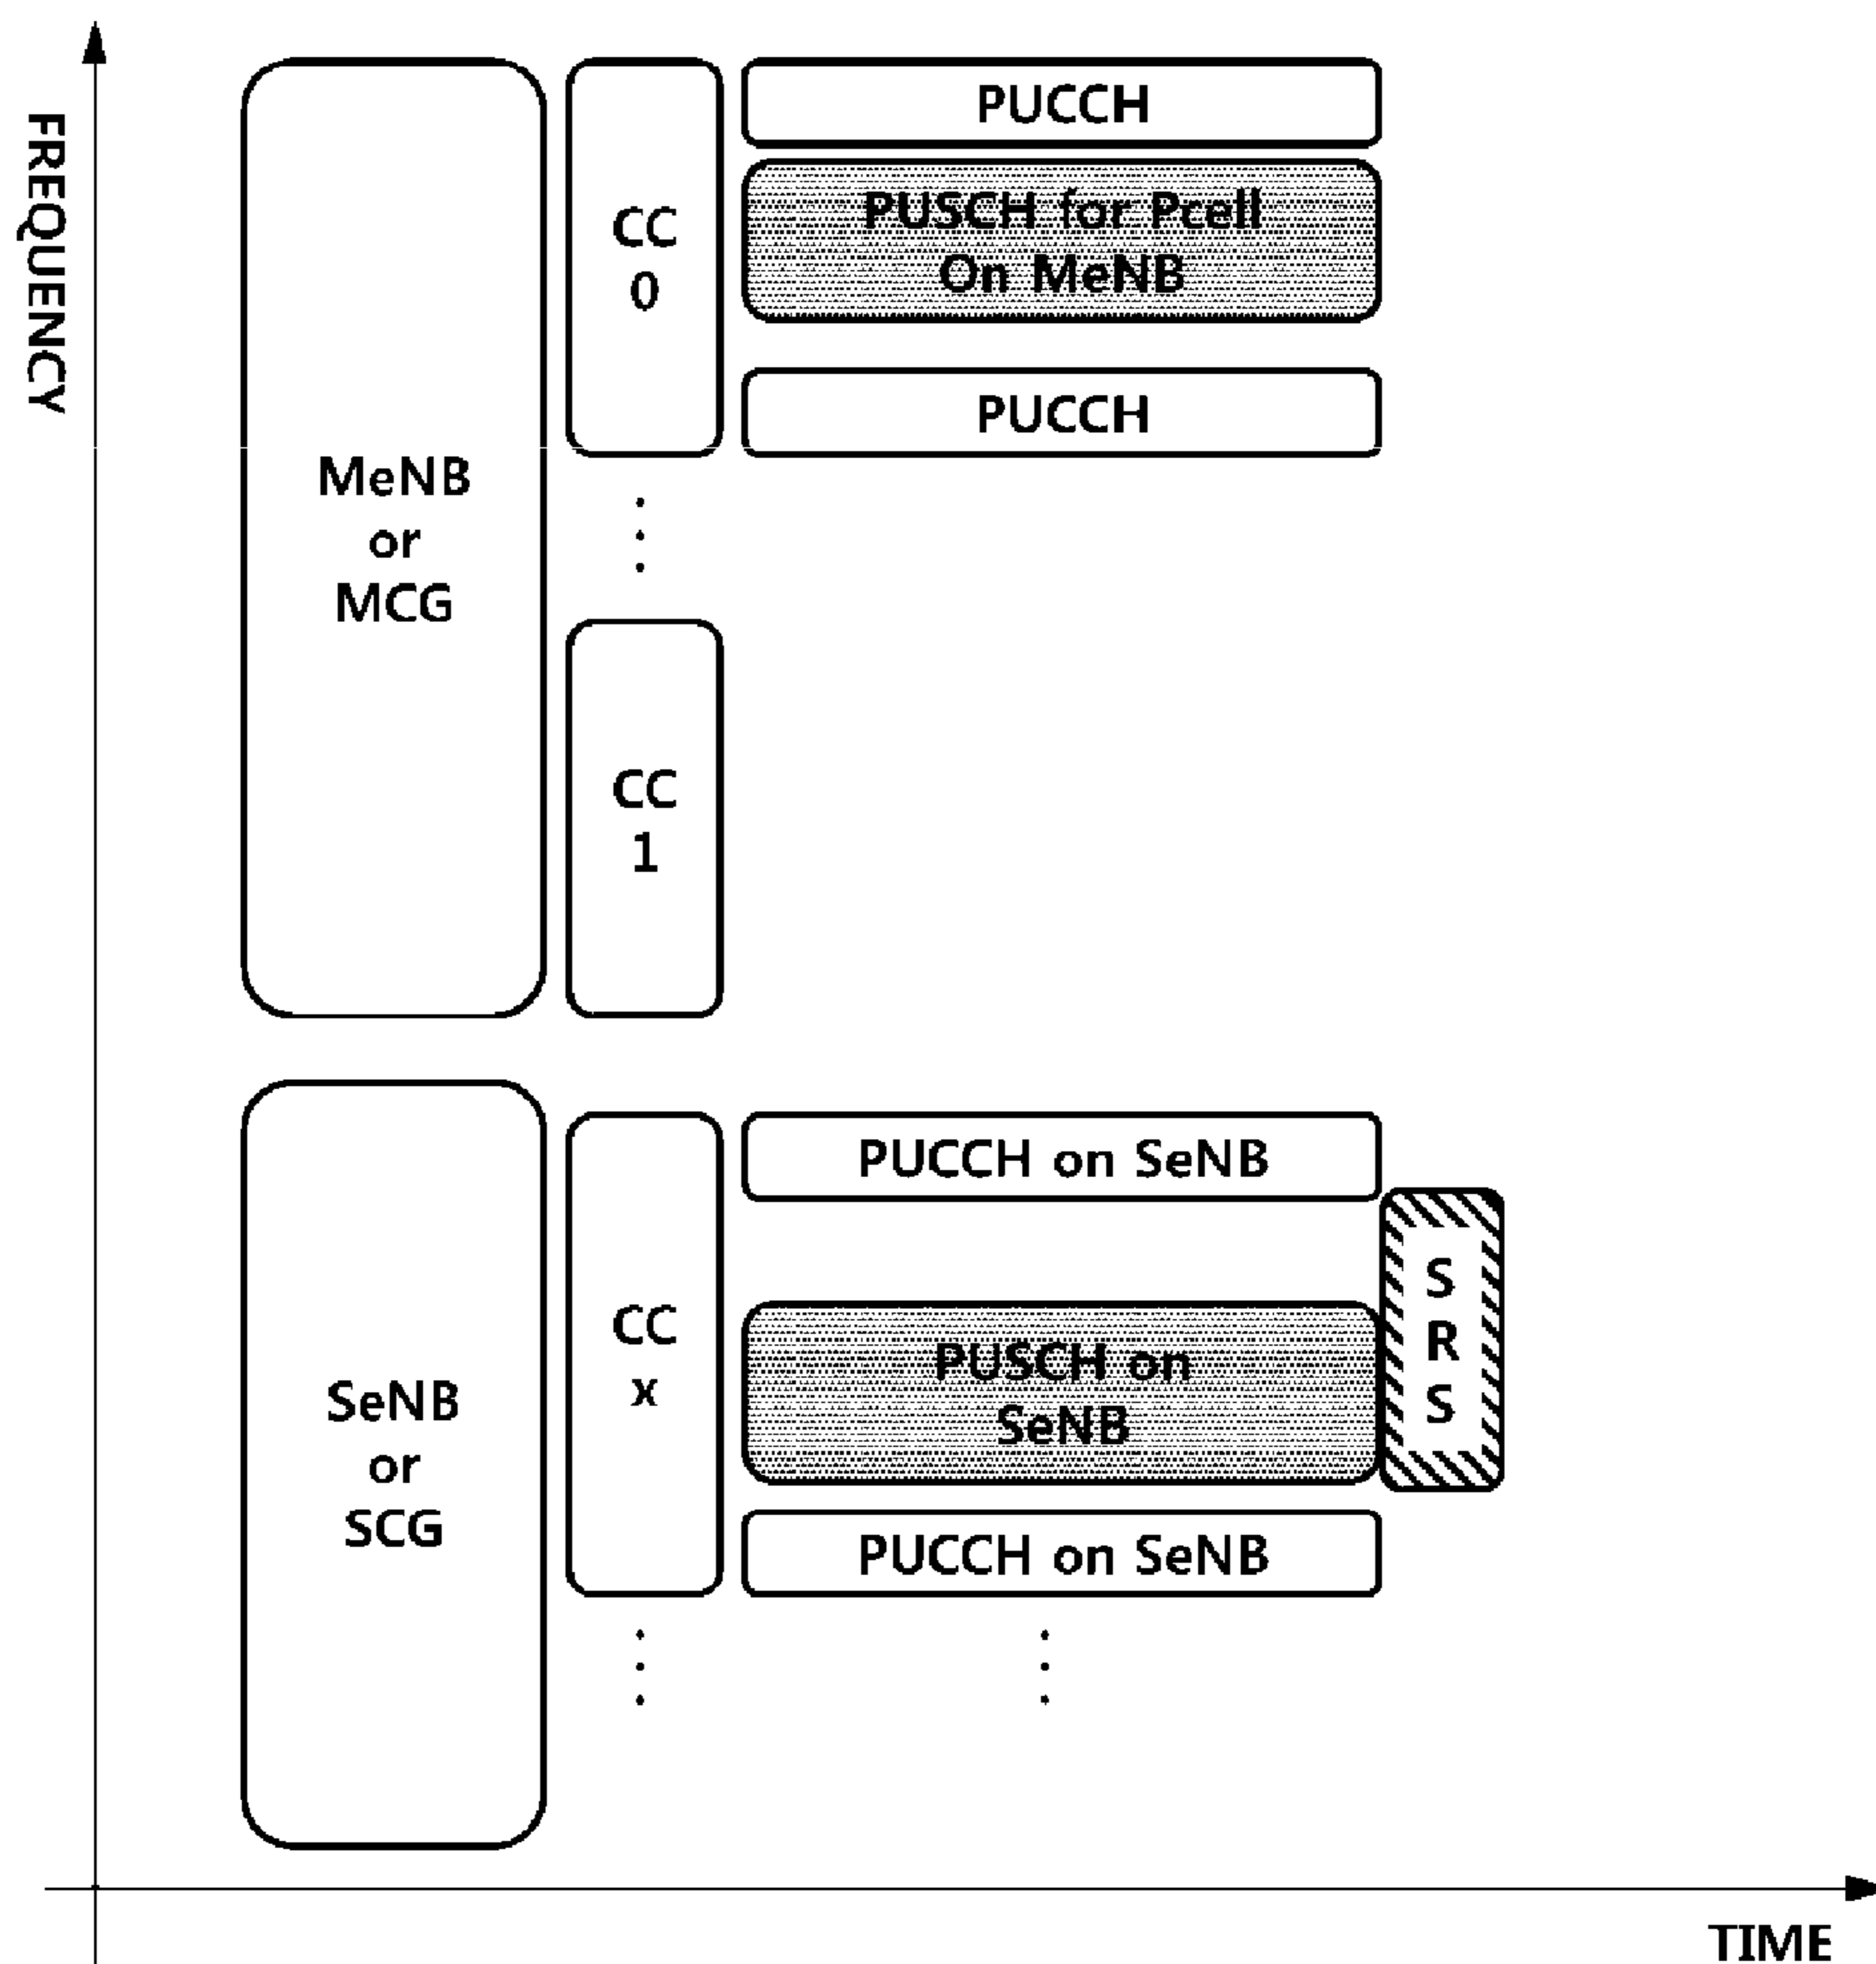 FREQUENCY
MeNB
or
MCG
CC
0
PUCCH
PUSCH for Pcell
On MeNB
PUCCH
CC
1
SeNB
or
SCG
CC
x
PUCCH on SeNB
PUSCH on
SeNB
PUCCH on SeNB
S
R
S
TIME